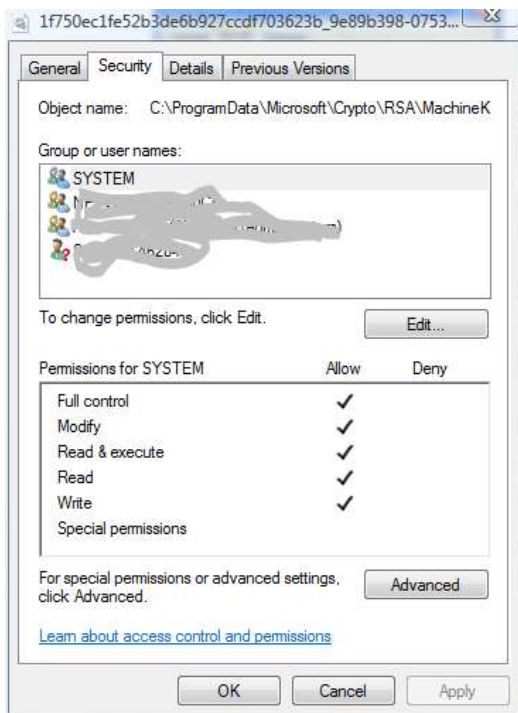 1f750ec1fe52b3de6b927ccdf703623b_9e89b398-0753...
General Security Details Previous Versions
Object name: C:\ProgramData\Microsoft\Crypto\RSA\MachineK
Group or user names:
SYSTEM
To change permissions, click Edit.
Edit...
Permissions for SYSTEM Allow Deny
Full control
Modify
Read & execute
Read
Write
Special permissions
For special permissions or advanced settings,
click Advanced.
Advanced
Learn about access control and permissions
OK Cancel Apply